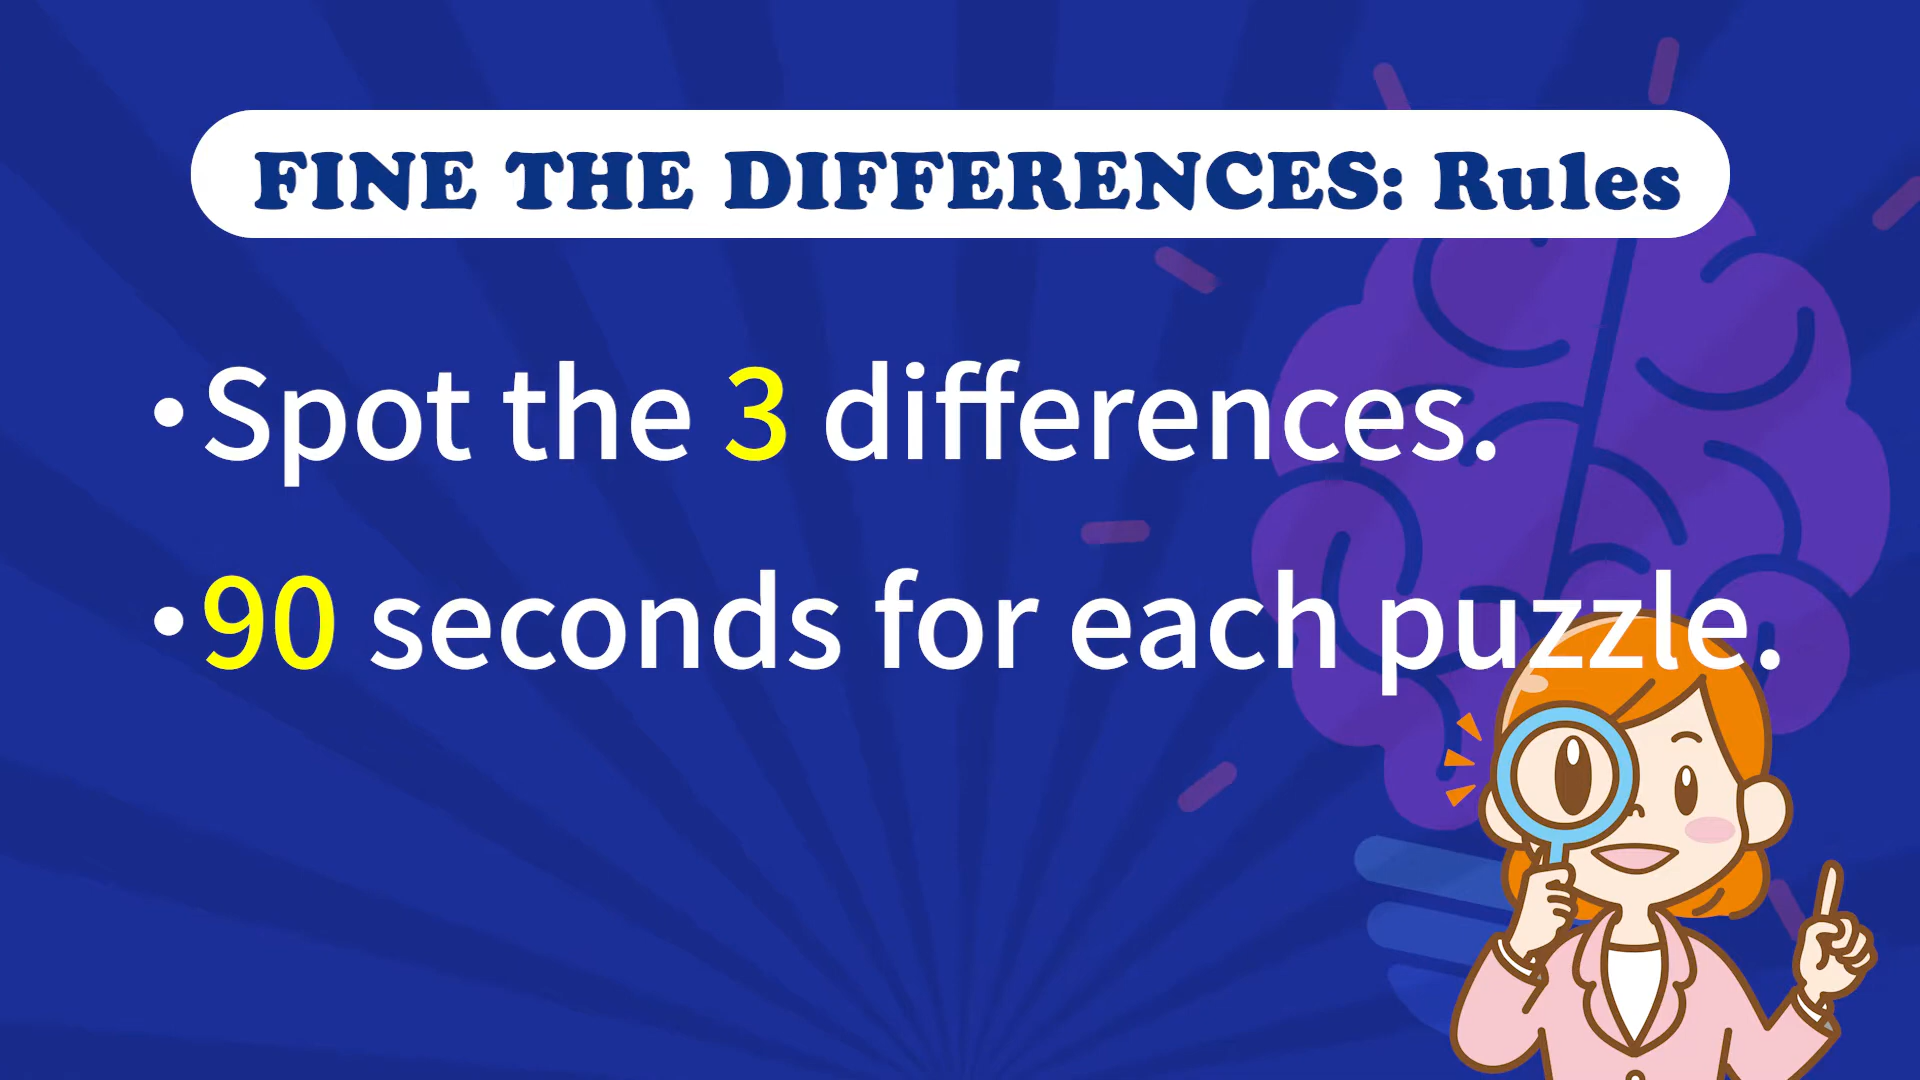 FINE THE DIFFERENCES: Rules
•Spot the 3 differences.
•90 seconds for each puzzle.